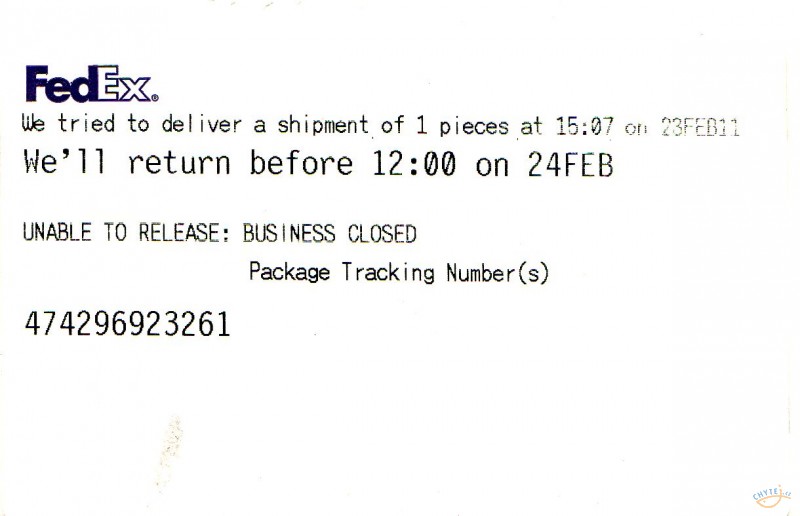 FedEx®
We tried to deliver a shipment of 1 pieces at 15:07 on 23FEB11
We'll return before 12:00 on 24FEB
UNABLE TO RELEASE: BUSINESS CLOSED
Package Tracking Number(s)
474296923261